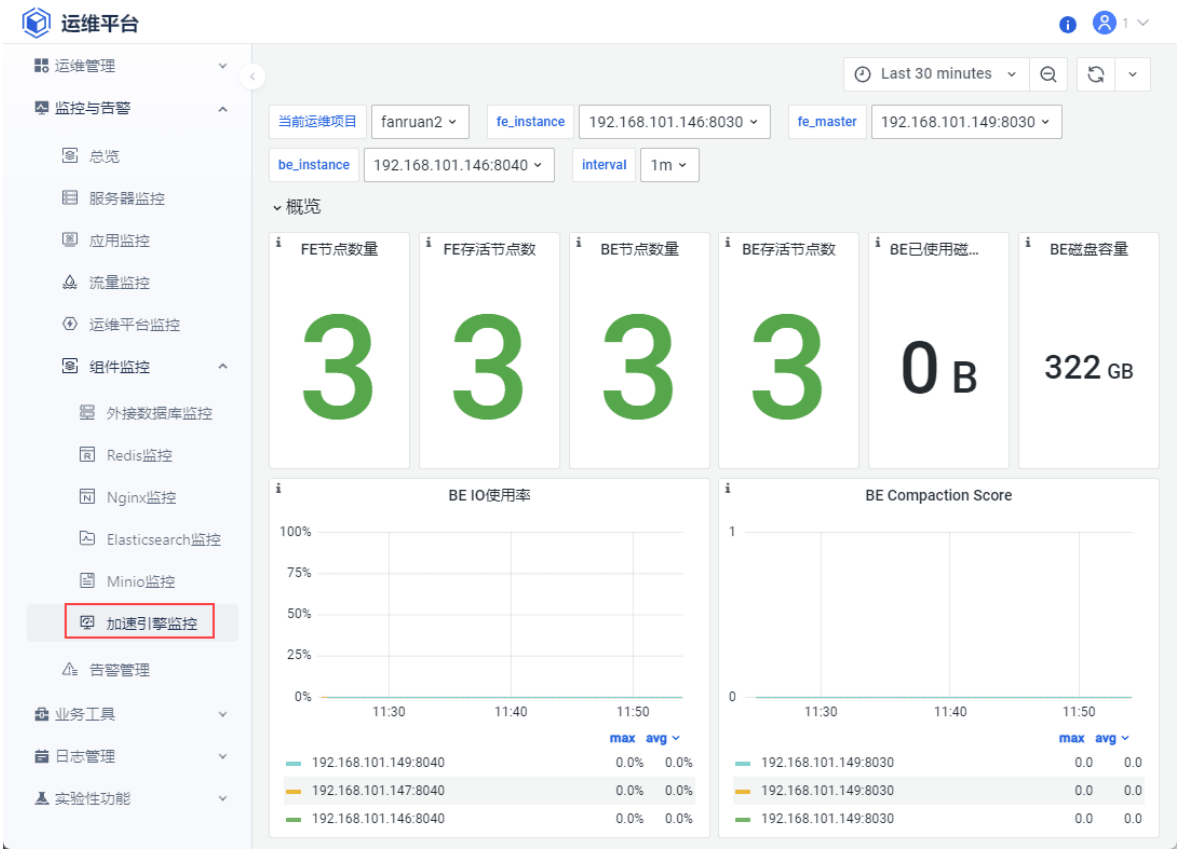 运维平台
1
运维管理
监控与告警
总览
服务器监控
应用监控
流量监控
运维平台监控
组件监控
外接数据库监控
Redis监控
Nginx监控
Elasticsearch监控
Minio监控
加速引擎监控
告警管理
业务工具
日志管理
实验性功能
Last 30 minutes
当前运维项目 fanruan2 fe_instance 192.168.101.146:8030 fe_master 192.168.101.149:8030
be_instance 192.168.101.146:8040 interval 1m
概览
FE节点数量
3
FE存活节点数
3
BE节点数量
3
BE存活节点数
3
BE已使用磁...
0 B
BE磁盘容量
322 GB
BE IO使用率
100%
75%
50%
25%
0%
11:30 11:40 11:50
max avg
192.168.101.149:8040 0.0% 0.0%
192.168.101.147:8040 0.0% 0.0%
192.168.101.146:8040 0.0% 0.0%
BE Compaction Score
1
0
11:30 11:40 11:50
max avg
192.168.101.149:8030 0.0 0.0
192.168.101.149:8030 0.0 0.0
192.168.101.149:8030 0.0 0.0